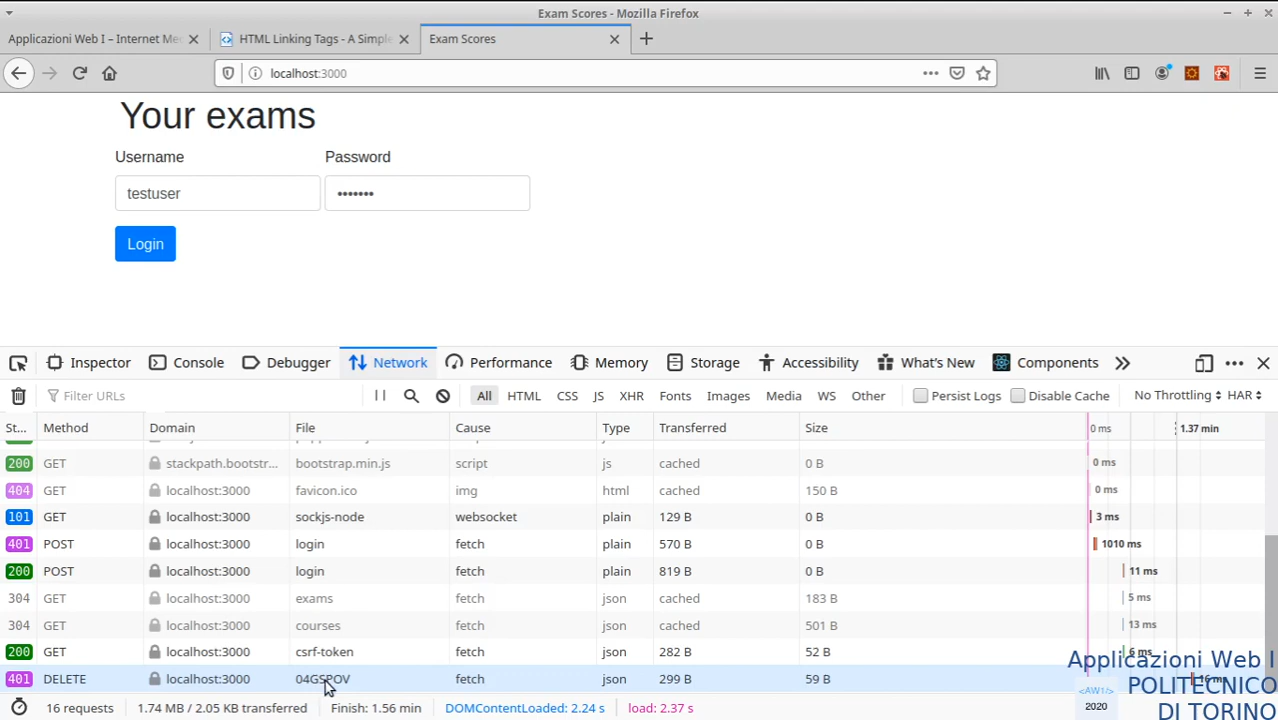 Exam Scores - Mozilla Firefox
Applicazioni Web I – Internet Me
HTML Linking Tags - A Simple
Exam Scores
localhost:3000
Your exams
Username Password
testuser •••••••
Login
Inspector Console Debugger Network Performance Memory Storage Accessibility What's New Components
Filter URLs All HTML CSS JS XHR Fonts Images Media WS Other Persist Logs Disable Cache No Throttling HAR
St... Method Domain File Cause Type Transferred Size 0 ms 1.37 min
200 GET stackpath.bootstr... bootstrap.min.js script js cached 0 B 0 ms
404 GET localhost:3000 favicon.ico img html cached 150 B 0 ms
101 GET localhost:3000 sockjs-node websocket plain 129 B 0 B 3 ms
401 POST localhost:3000 login fetch plain 570 B 0 B 1010 ms
200 POST localhost:3000 login fetch plain 819 B 0 B 11 ms
304 GET localhost:3000 exams fetch json cached 183 B 5 ms
304 GET localhost:3000 courses fetch json cached 501 B 13 ms
200 GET localhost:3000 csrf-token fetch json 282 B 52 B 6 ms
401 DELETE localhost:3000 04GSPOV fetch json 299 B 59 B
16 requests 1.74 MB / 2.05 KB transferred Finish: 1.56 min DOMContentLoaded: 2.24 s load: 2.37 s
Applicazioni Web I
POLITECNICO
DI TORINO
<AW1/>
2020